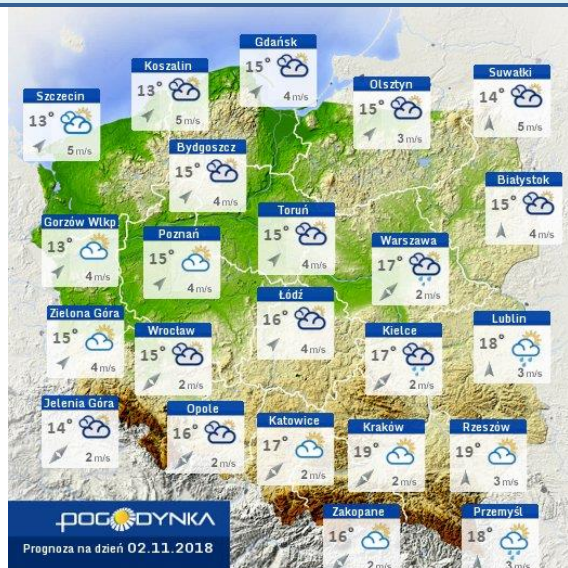 Gdańsk
15°
4 m/s
Koszalin
13°
5 m/s
Suwałki
14°
5 m/s
Olsztyn
15°
3 m/s
Szczecin
13°
5 m/s
Bydgoszcz
15°
4 m/s
Białystok
15°
4 m/s
Toruń
15°
4 m/s
Gorzów Wlkp
13°
4 m/s
Poznań
15°
4 m/s
Warszawa
17°
2 m/s
Łódź
16°
4 m/s
Zielona Góra
15°
4 m/s
Wrocław
15°
2 m/s
Kielce
17°
2 m/s
Lublin
18°
3 m/s
Jelenia Góra
14°
2 m/s
Opole
16°
2 m/s
Katowice
17°
2 m/s
Kraków
19°
2 m/s
Rzeszów
19°
3 m/s
Zakopane
16°
2 m/s
Przemyśl
18°
3 m/s
POGODYNKA
Prognoza na dzień 02.11.2018